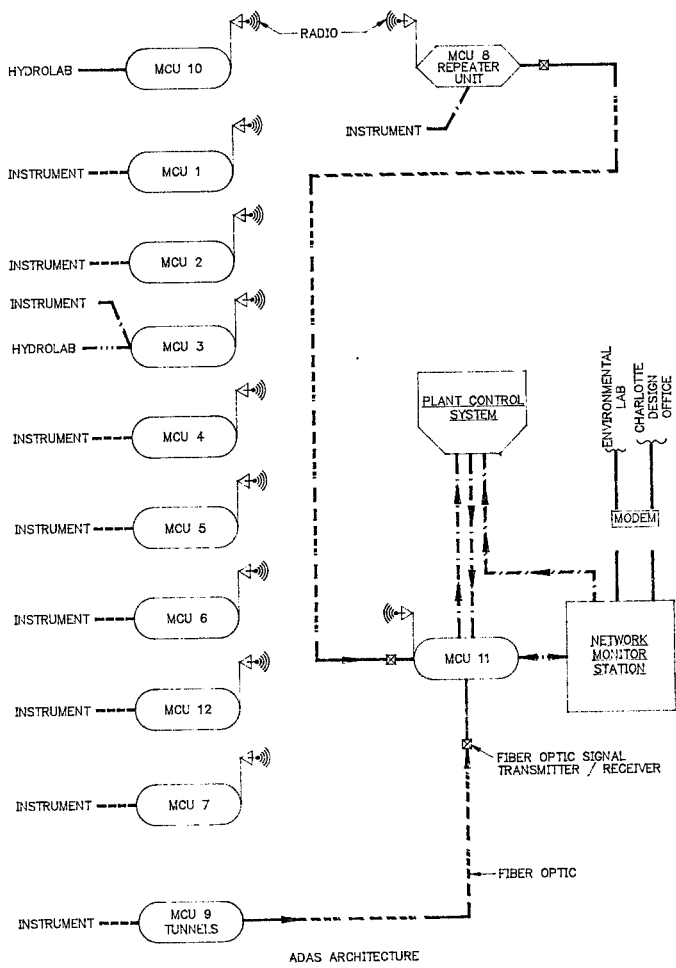 RADIO
HYDROLAB
MCU 10
MCU 8
REPEATER
UNIT
INSTRUMENT
INSTRUMENT
MCU 1
INSTRUMENT
MCU 2
INSTRUMENT
HYDROLAB
MCU 3
PLANT CONTROL
SYSTEM
ENVIRONMENTAL
LAB
CHARLOTTE
DESIGN
OFFICE
INSTRUMENT
MCU 4
MODEM
INSTRUMENT
MCU 5
INSTRUMENT
MCU 6
MCU 11
NETWORK
MONITOR
STATION
INSTRUMENT
MCU 12
FIBER OPTIC SIGNAL
TRANSMITTER / RECEIVER
INSTRUMENT
MCU 7
FIBER OPTIC
INSTRUMENT
MCU 9
TUNNELS
ADAS ARCHITECTURE